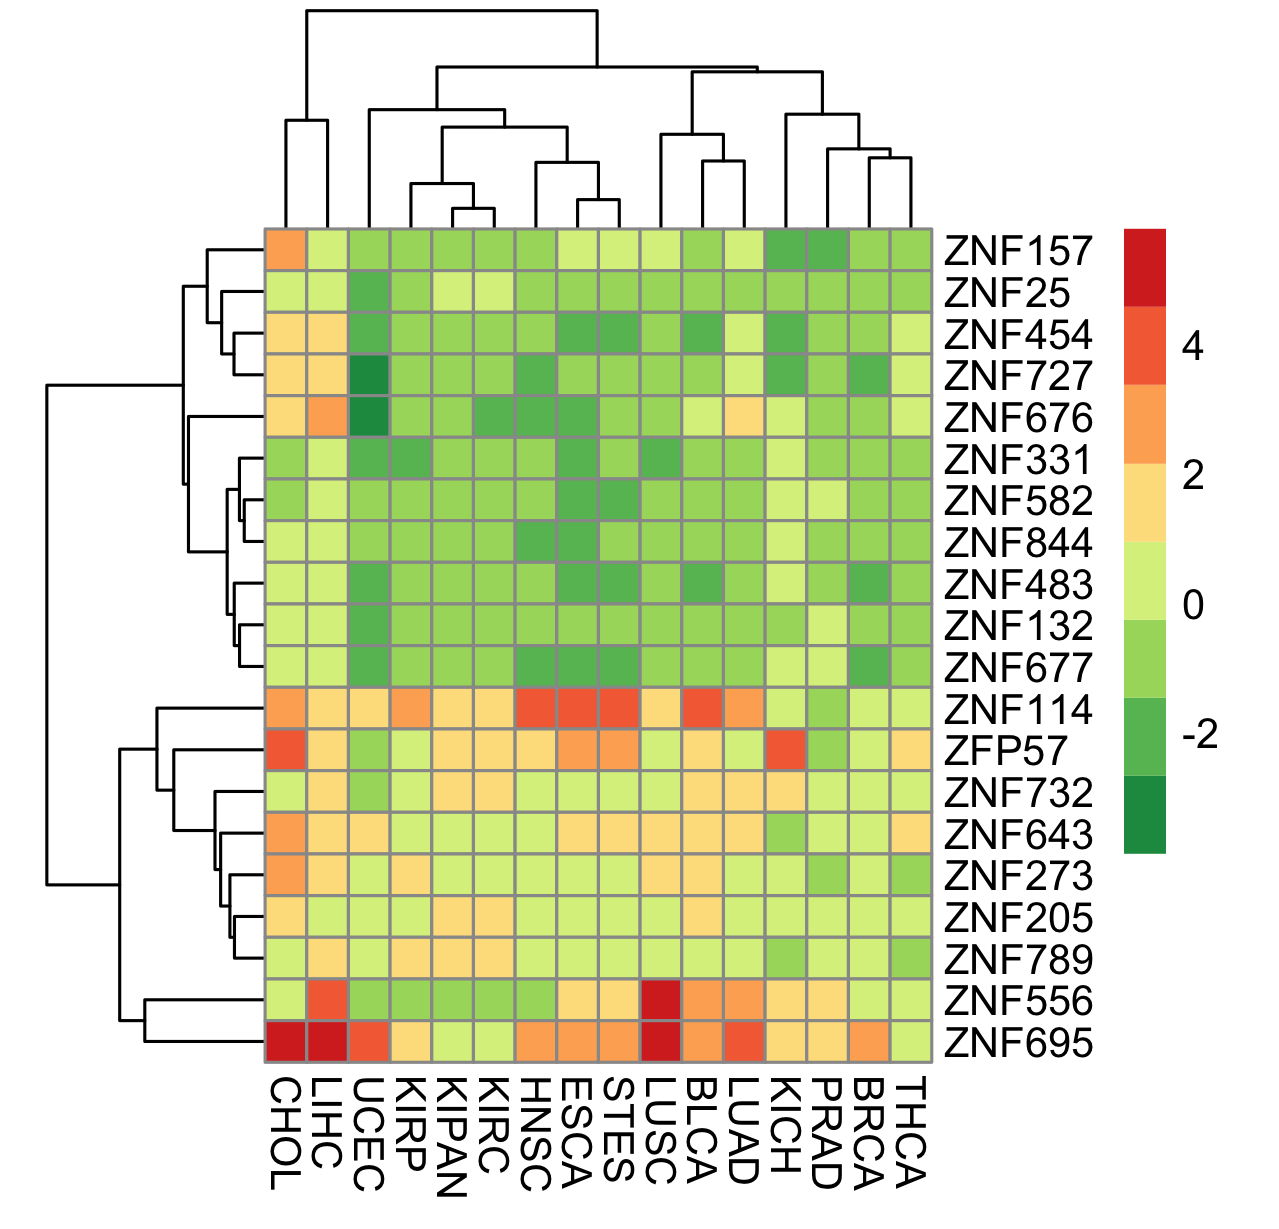 ZNF157
ZNF25
ZNF454
ZNF727
ZNF676
ZNF331
ZNF582
ZNF844
ZNF483
ZNF132
ZNF677
ZNF114
ZFP57
ZNF732
ZNF643
ZNF273
ZNF205
ZNF789
ZNF556
ZNF695
4
2
0
-2
CHOL
LIHC
UCEC
KIRP
KIPAN
KIRC
HNSC
ESCA
STES
LUSC
BLCA
LUAD
KICH
PRAD
BRCA
THCA